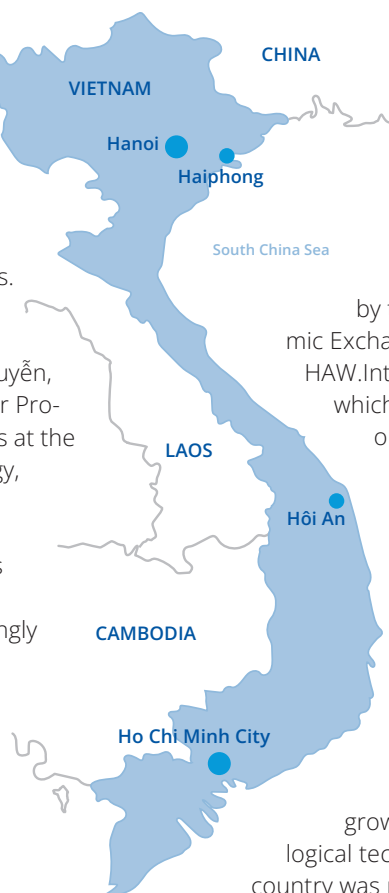 CHINA
VIETNAM
Hanoi
Haiphong
South China Sea
s.
by
mic Excha
HAW.Int
which
o
uyễn,
r Pro-
s at the
gy,
LAOS
Hôi An
s
ngly
CAMBODIA
Ho Chi Minh City
grow
logical tec
country was